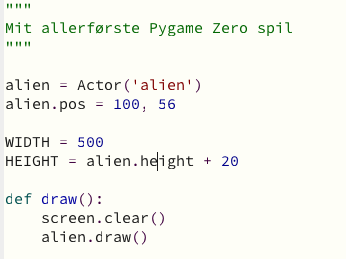 """
Mit allerførste Pygame Zero spil
"""
alien = Actor('alien')
alien.pos = 100, 56
WIDTH = 500
HEIGHT = alien.height + 20
def draw():
    screen.clear()
    alien.draw()